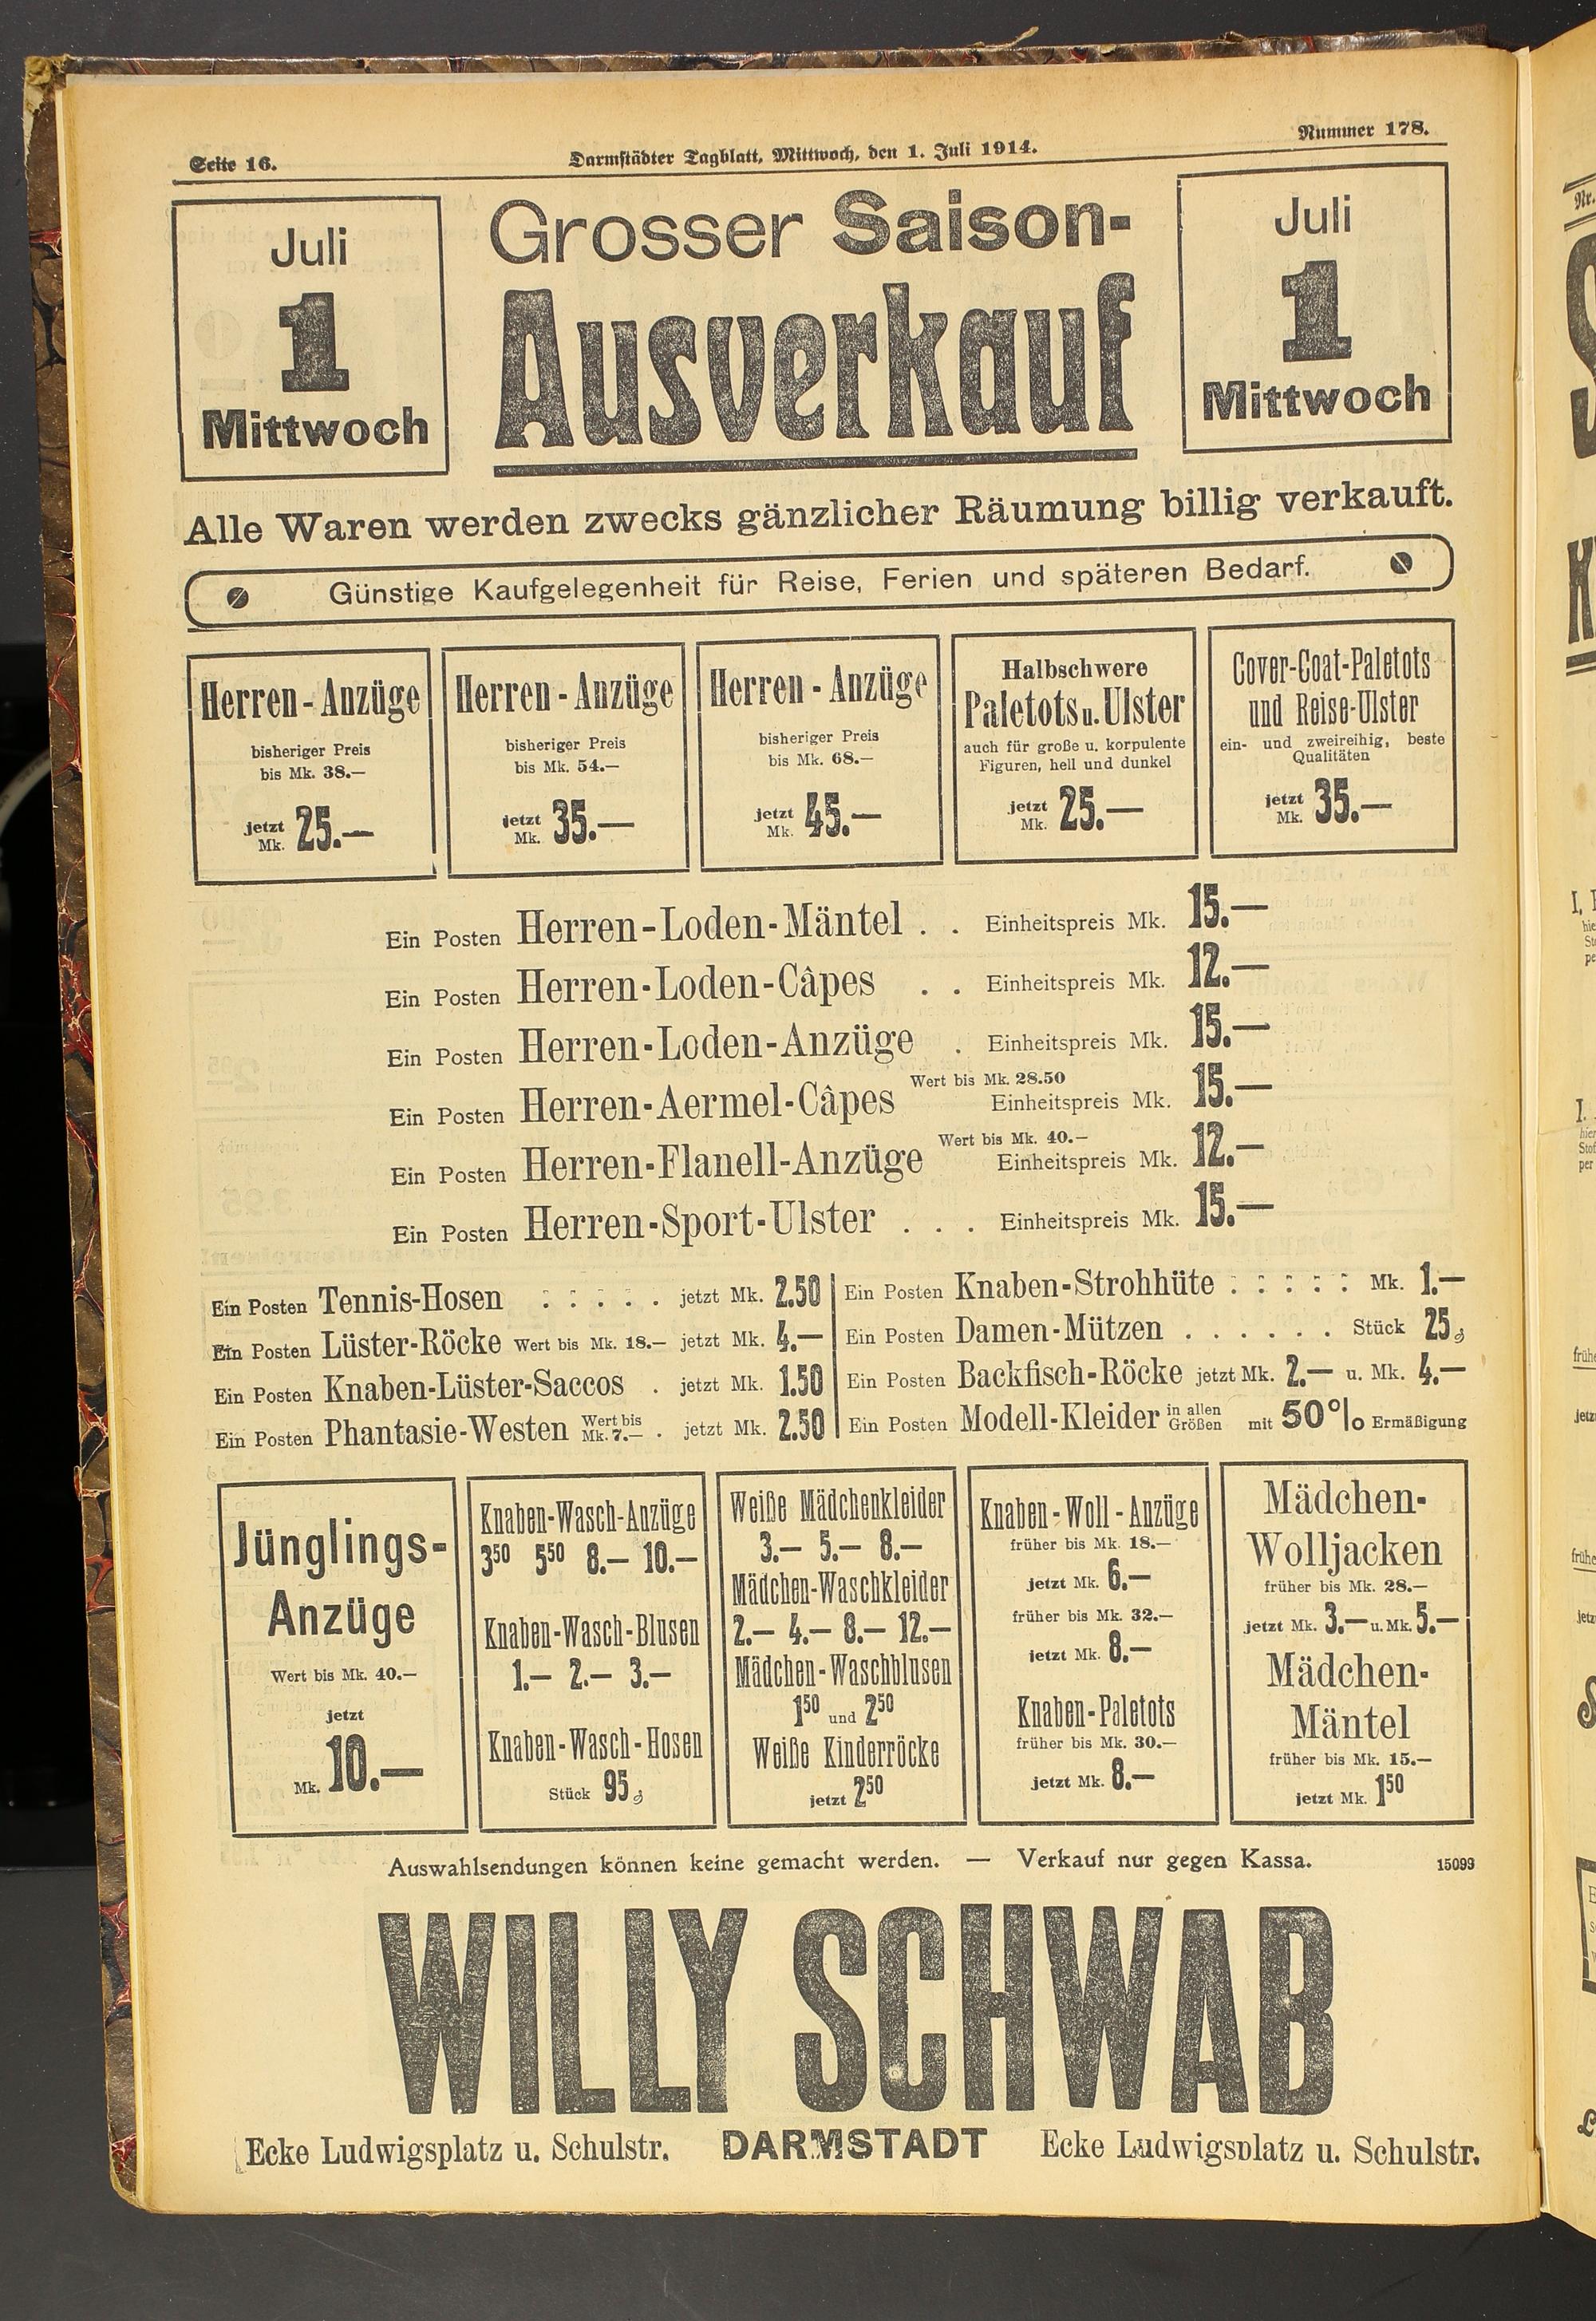 Seite 16.
Darmstädter Tagblatt, Mittwoch, den 1. Juli 1914.
Nummer 178.
Juli
1
Mittwoch
Grosser Saison-
Ausverkauf
Juli
1
Mittwoch
Alle Waren werden zwecks gänzlicher Räumung billig verkauft.
Günstige Kaufgelegenheit für Reise, Ferien und späteren Bedarf.
Herren-Anzüge
bisheriger Preis
bis Mk. 38.—
jetzt
Mk. 25.—
Herren-Anzüge
bisheriger Preis
bis Mk. 54.—
jetzt
Mk. 35.—
Herren-Anzüge
bisheriger Preis
bis Mk. 68.—
jetzt
Mk. 45.—
Halbschwere
Paletots u. Ulster
auch für große u. korpulente
Figuren, hell und dunkel
jetzt
Mk. 25.—
Cover-Coat-Paletots
und Reise-Ulster
ein- und zweireihig, beste
Qualitäten
jetzt
Mk. 35.—
Ein Posten Herren-Loden-Mäntel . . Einheitspreis Mk. 15.—
Ein Posten Herren-Loden-Câpes . . Einheitspreis Mk. 12.—
Ein Posten Herren-Loden-Anzüge . Einheitspreis Mk. 15.—
Ein Posten Herren-Aermel-Câpes Wert bis Mk. 28.50 Einheitspreis Mk. 15.—
Ein Posten Herren-Flanell-Anzüge Wert bis Mk. 40.— Einheitspreis Mk. 12.—
Ein Posten Herren-Sport-Ulster . . . Einheitspreis Mk. 15.—
Ein Posten Tennis-Hosen : : : . . jetzt Mk. 2.50
Ein Posten Lüster-Röcke Wert bis Mk. 18.— jetzt Mk. 4.—
Ein Posten Knaben-Lüster-Saccos . jetzt Mk. 1.50
Ein Posten Phantasie-Westen Wert bis Mk. 7.— . jetzt Mk. 2.50
Ein Posten Knaben-Strohhüte : : : : : Mk. 1.—
Ein Posten Damen-Mützen . . . . . . Stück 25 ₰
Ein Posten Backfisch-Röcke jetzt Mk. 2.— u. Mk. 4.—
Ein Posten Modell-Kleider in allen Größen mit 50% Ermäßigung
Jünglings-
Anzüge
Wert bis Mk. 40.—
jetzt
Mk. 10.—
Knaben-Wasch-Anzüge
3⁵⁰ 5⁵⁰ 8.— 10.—
Knaben-Wasch-Blusen
1.— 2.— 3.—
Knaben-Wasch-Hosen
Stück 95 ₰
Weiße Mädchenkleider
3.— 5.— 8.—
Mädchen-Waschkleider
2.— 4.— 8.— 12.—
Mädchen-Waschblusen
1⁵⁰ und 2⁵⁰
Weiße Kinderröcke
jetzt 2⁵⁰
Knaben-Woll-Anzüge
früher bis Mk. 18.—
jetzt Mk. 6.—
früher bis Mk. 32.—
jetzt Mk. 8.—
Knaben-Paletots
früher bis Mk. 30.—
jetzt Mk. 8.—
Mädchen-
Wolljacken
früher bis Mk. 28.—
jetzt Mk. 3.— u. Mk. 5.—
Mädchen-
Mäntel
früher bis Mk. 15.—
jetzt Mk. 1⁵⁰
Auswahlsendungen können keine gemacht werden. — Verkauf nur gegen Kassa.
15099
WILLY SCHWAB
Ecke Ludwigsplatz u. Schulstr. DARMSTADT Ecke Ludwigsplatz u. Schulstr.